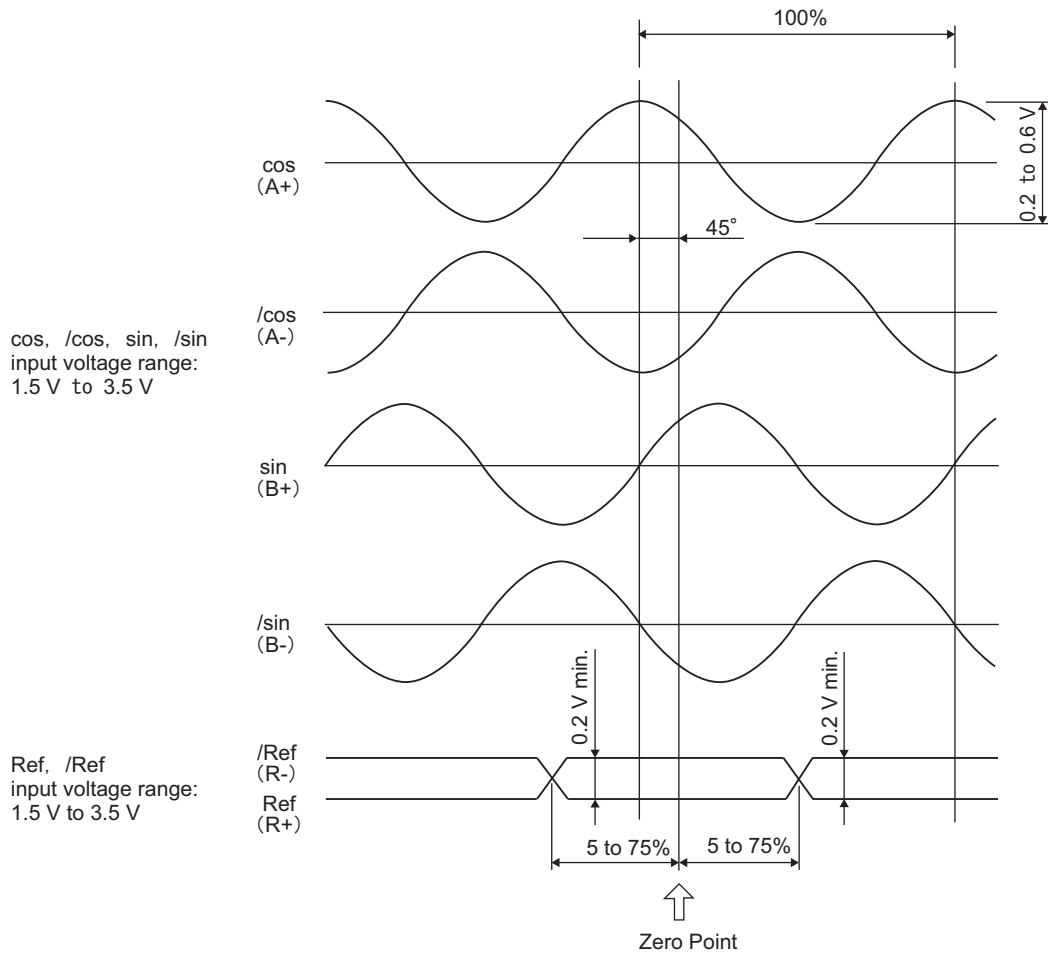 100%
cos
（A+）
0.2 to 0.6 V
45°
/cos
（A-）
cos, /cos, sin, /sin
input voltage range:
1.5 V to 3.5 V
sin
（B+）
/sin
（B-）
0.2 V min.
0.2 V min.
/Ref
（R-）
Ref
（R+）
Ref, /Ref
input voltage range:
1.5 V to 3.5 V
5 to 75%
5 to 75%
Zero Point